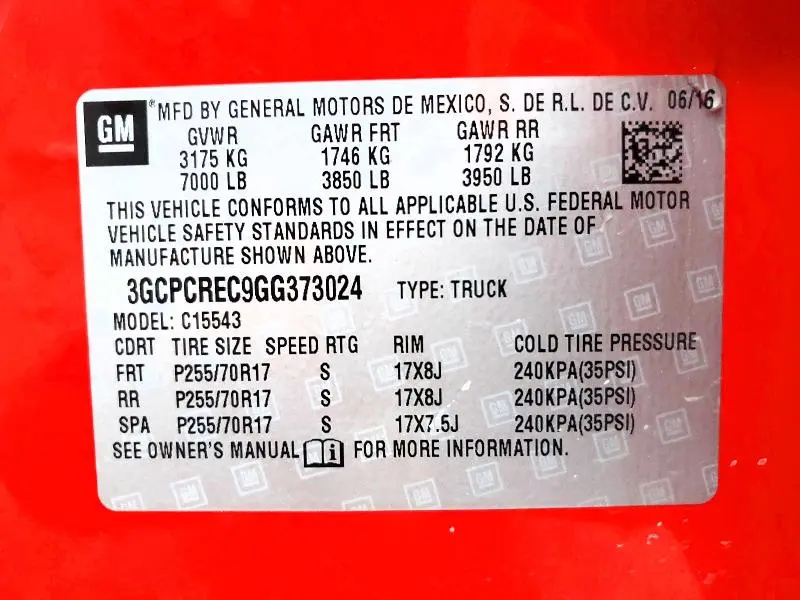 GM ® MFD BY GENERAL MOTORS DE MEXICO, S. DE R.L. DE C.V. 06/16
GVWR GAWR FRT GAWR RR
3175 KG 1746 KG 1792 KG
7000 LB 3850 LB 3950 LB
THIS VEHICLE CONFORMS TO ALL APPLICABLE U.S. FEDERAL MOTOR
VEHICLE SAFETY STANDARDS IN EFFECT ON THE DATE OF
MANUFACTURE SHOWN ABOVE.
3GCPCREC9GG373024 TYPE: TRUCK
MODEL: C15543
CDRT TIRE SIZE SPEED RTG RIM COLD TIRE PRESSURE
FRT P255/70R17 S 17X8J 240KPA(35PSI)
RR P255/70R17 S 17X8J 240KPA(35PSI)
SPA P255/70R17 S 17X7.5J 240KPA(35PSI)
SEE OWNER'S MANUAL FOR MORE INFORMATION.